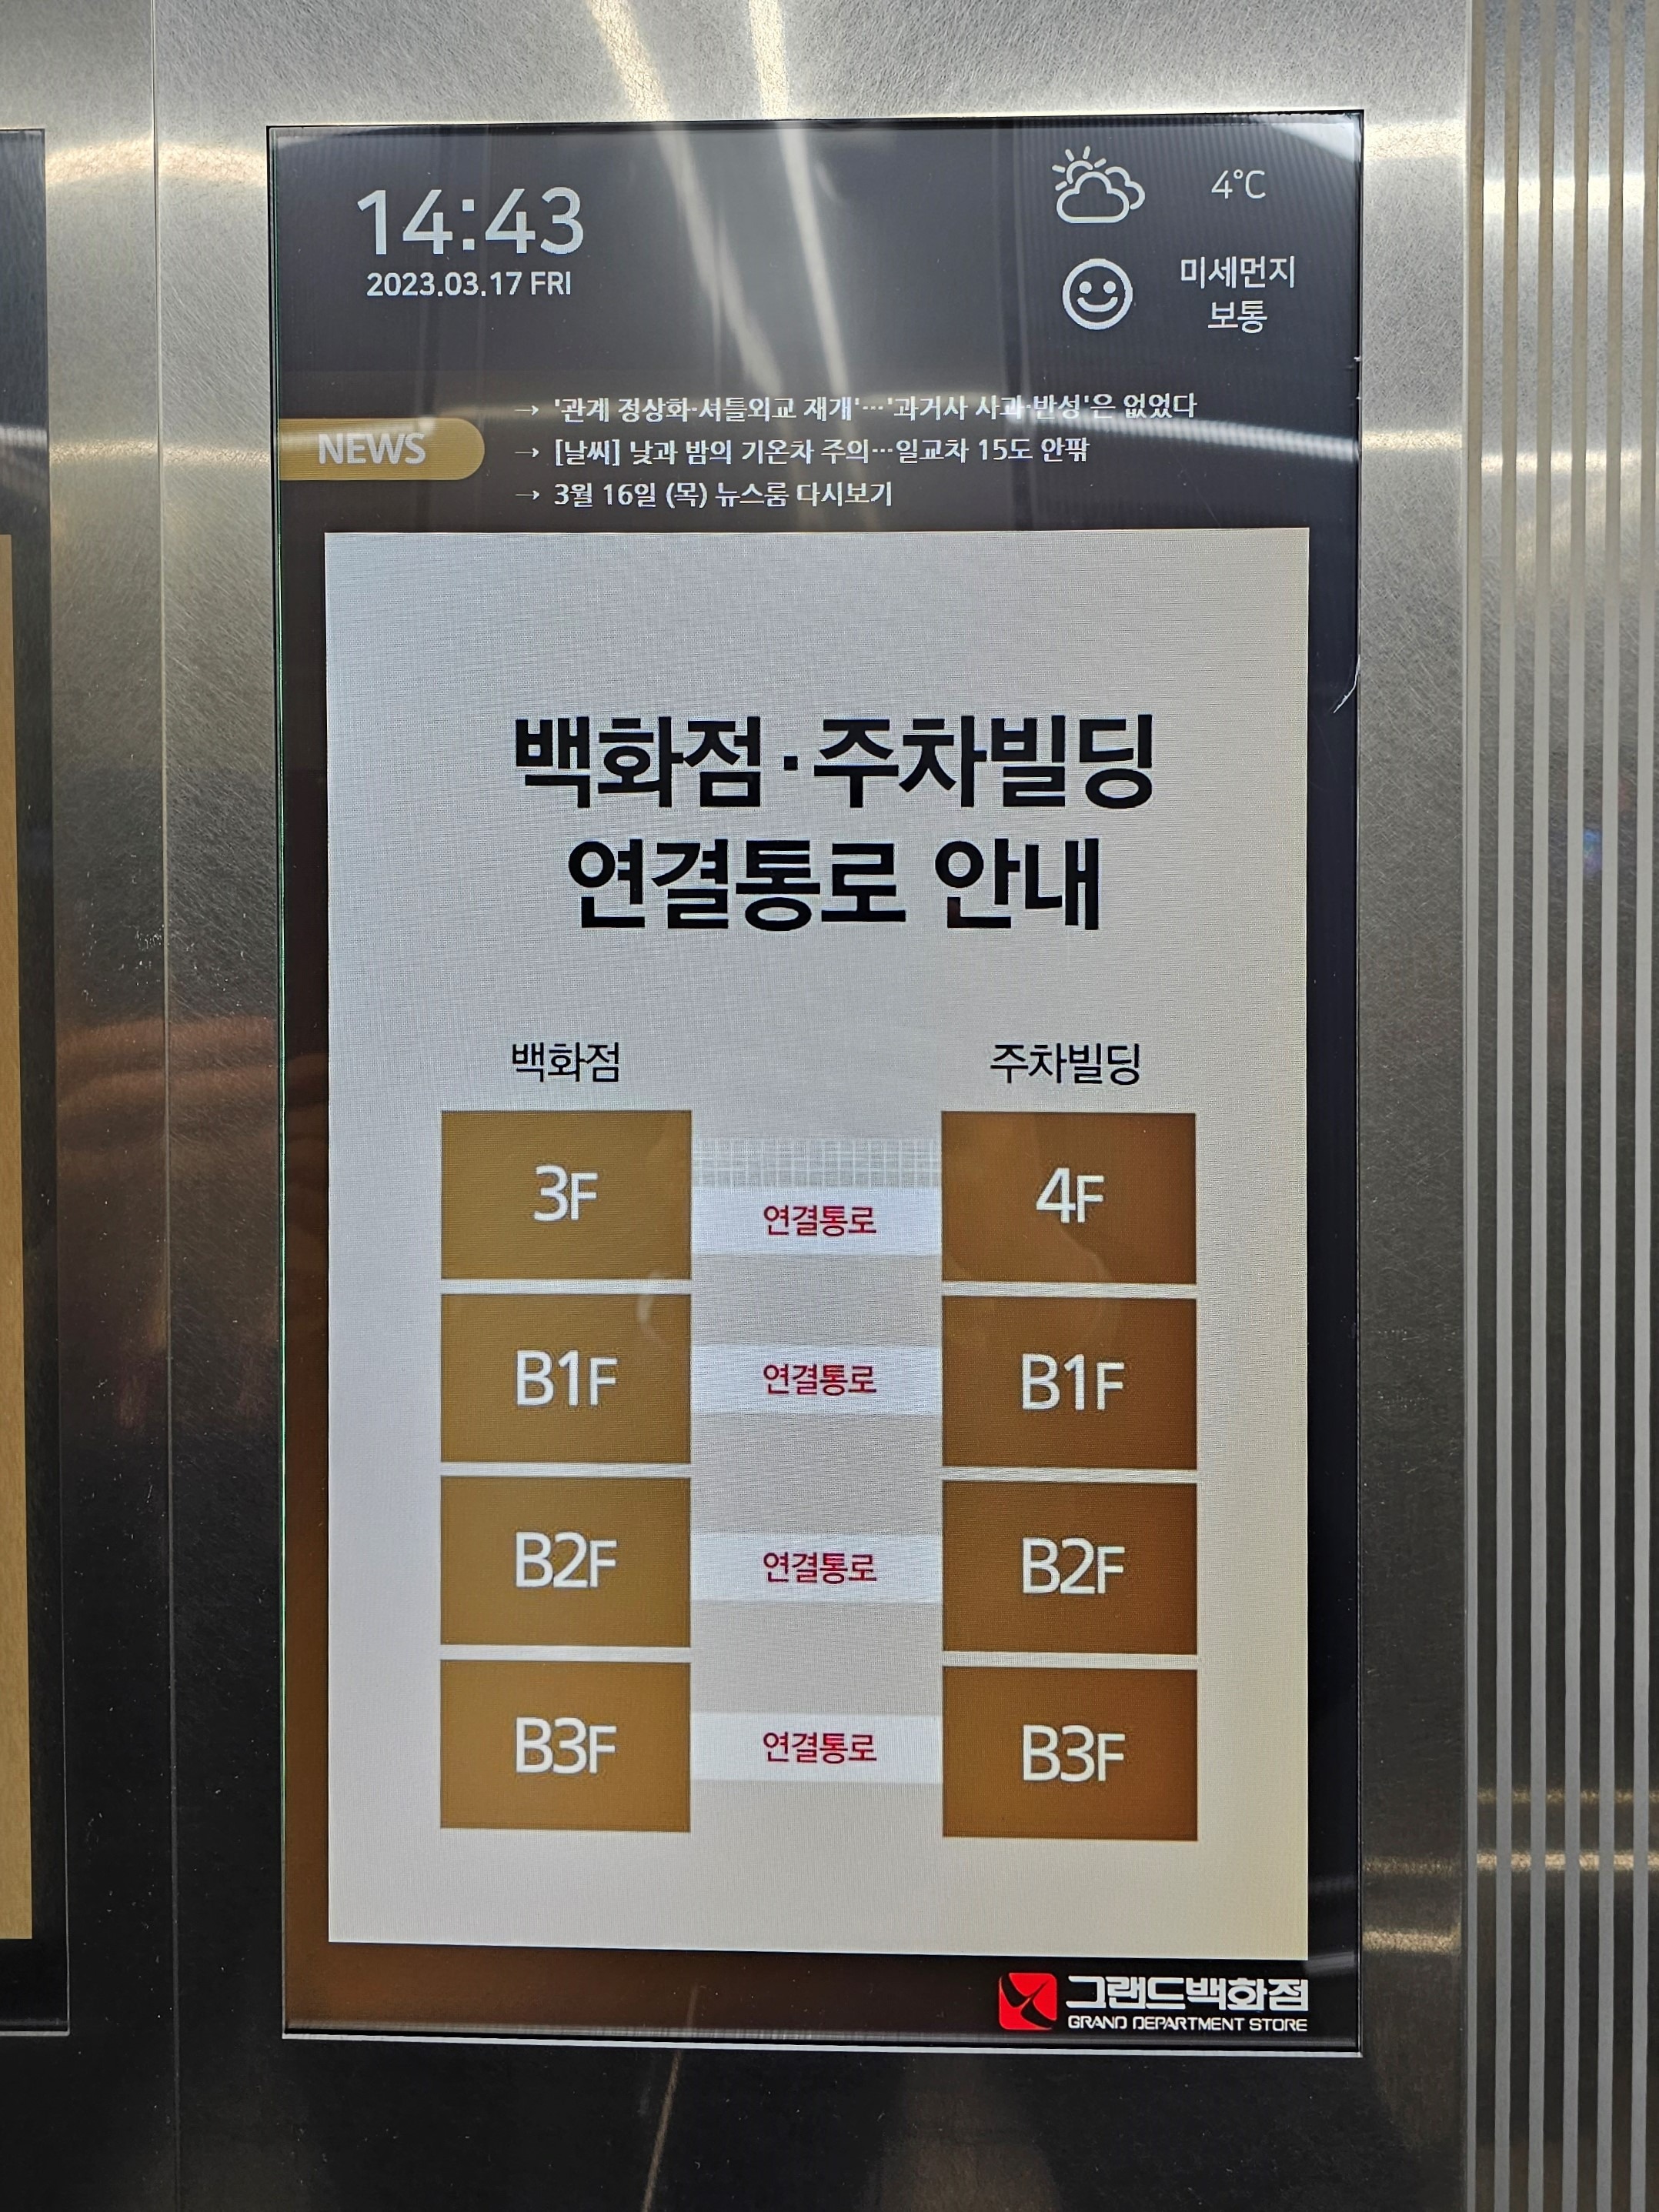 14:43
2023.03.17 FRI
4°C
미세먼지
보통
NEWS
→ '관계 정상화·셔틀외교 재개'…'과거사 사과·반성'은 없었다
→ [날씨] 낮과 밤의 기온차 주의…일교차 15도 안팎
→ 3월 16일 (목) 뉴스룸 다시보기
백화점·주차빌딩
연결통로 안내
백화점 주차빌딩
3F 연결통로 4F
B1F 연결통로 B1F
B2F 연결통로 B2F
B3F 연결통로 B3F
그랜드백화점
GRAND DEPARTMENT STORE